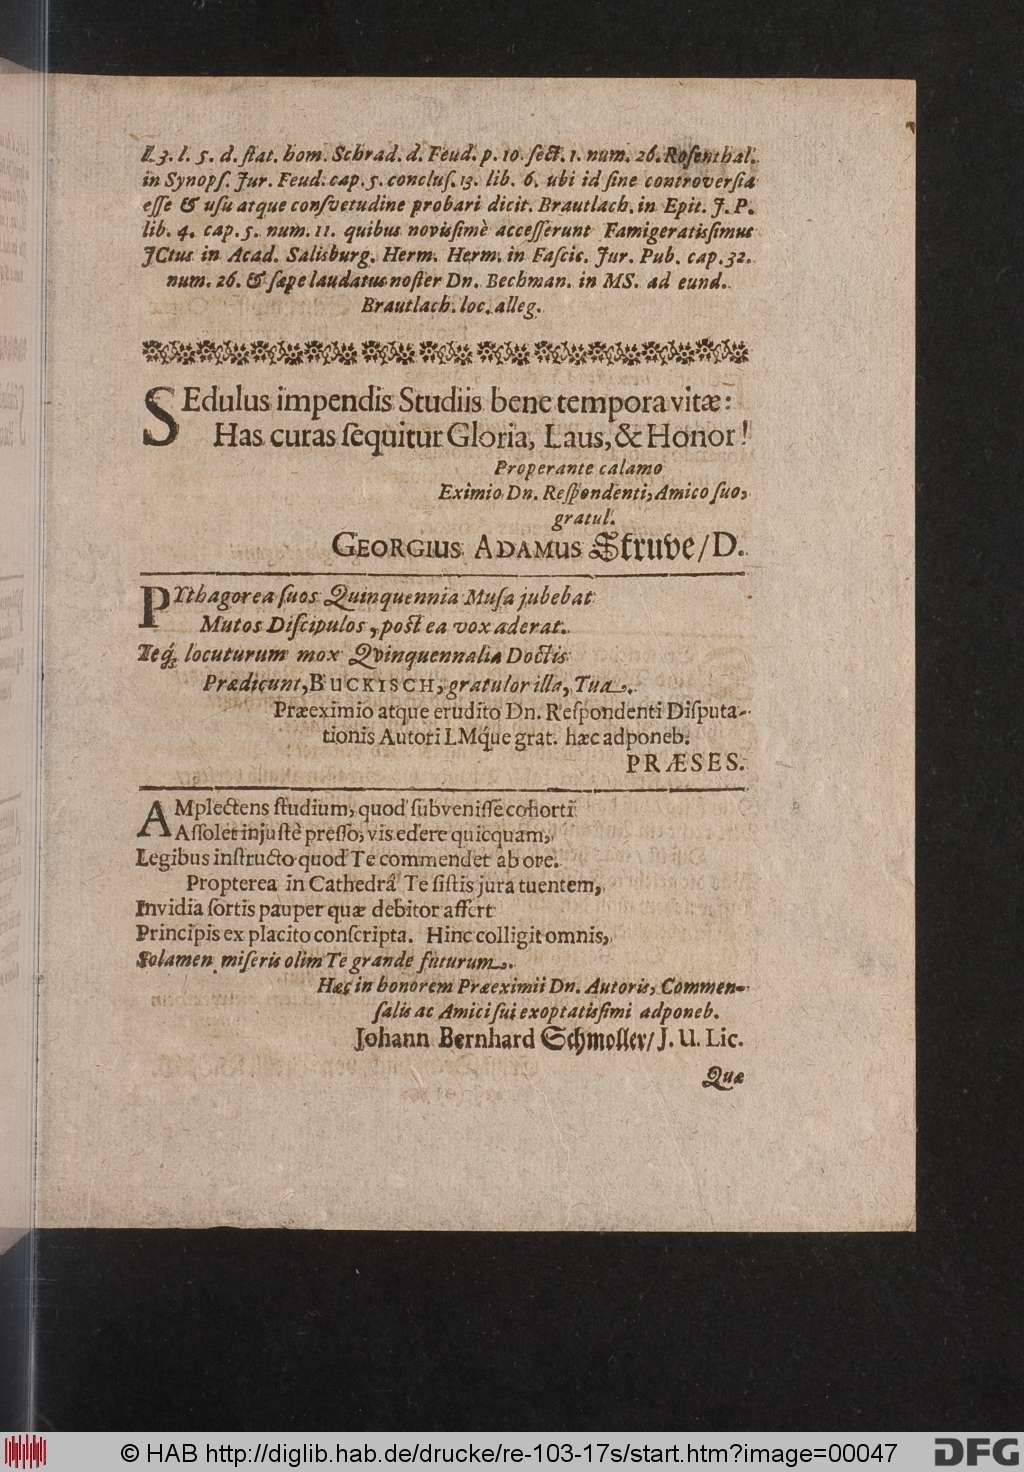 l. 3. l. 5. d. ſtat. hom. Schrad. d. Feud. p. 10. ſect. 1. num. 26. Roſenthal.
in Synopſ. Jur. Feud. cap. 5. concluſ. 13. lib. 6. ubi id ſine controverſia
eſſe & uſu atque conſvetudine probari dicit. Brautlach. in Epit. J. P.
lib. 4. cap. 5. num. 11. quibus noviſſimè acceſſerunt Famigeratiſſimus
JCtus in Acad. Salisburg. Herm. Herm. in Faſcic. Jur. Pub. cap. 32.
num. 26. & ſæpe laudatus noſter Dn. Bechman. in MS. ad eund.
Brautlach. loc. alleg.
SEdulus impendis Studiis bene tempora vitæ:
Has curas ſequitur Gloria, Laus, & Honor!
Properante calamo
Eximio Dn. Reſpondenti, Amico ſuo,
gratul.
GEORGIUS ADAMUS Struve/ D.
PYthagorea ſuos Quinquennia Muſa jubebat
Mutos Diſcipulos, poſt ea vox aderat.
Teq́; locuturum mox Qvinquennalia Doctis
Prædicunt, BUCKISCH, gratulor illa, Tua.
Præeximio atque erudito Dn. Reſpondenti Diſputa-
tionis Autori LMq́ue grat. hæc adponeb.
PRÆSES.
AMplectens ſtudium, quod ſubveniſſe cohorti
Aſſolet injuſtè preſſo, vis edere quicquam,
Legibus inſtructo quod Te commendet ab ore.
Propterea in Cathedrâ Te ſiſtis jura tuentem,
Invidia ſortis pauper quæ debitor affert
Principis ex placito conſcripta. Hinc colligit omnis,
Solamen miſeris olim Te grande futurum.
Hæc in honorem Præeximii Dn. Autoris, Commen-
ſalis ac Amici ſui exoptatiſſimi adponeb.
Johann Bernhard Schmoller/ J. U. Lic.
Quæ
© HAB http://diglib.hab.de/drucke/re-103-17s/start.htm?image=00047
DFG